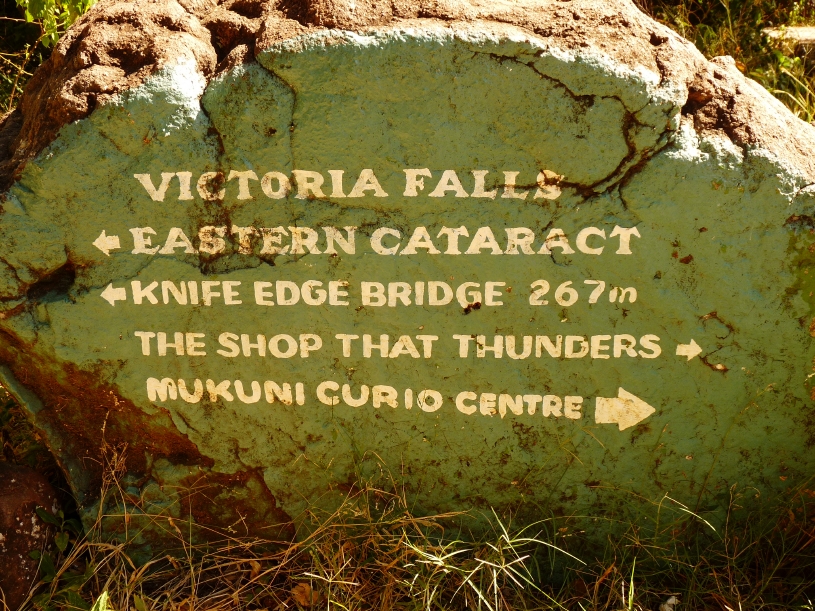 VICTORIA FALLS
← EASTERN CATARACT
← KNIFE EDGE BRIDGE 267m
THE SHOP THAT THUNDERS →
MUKUNI CURIO CENTRE →